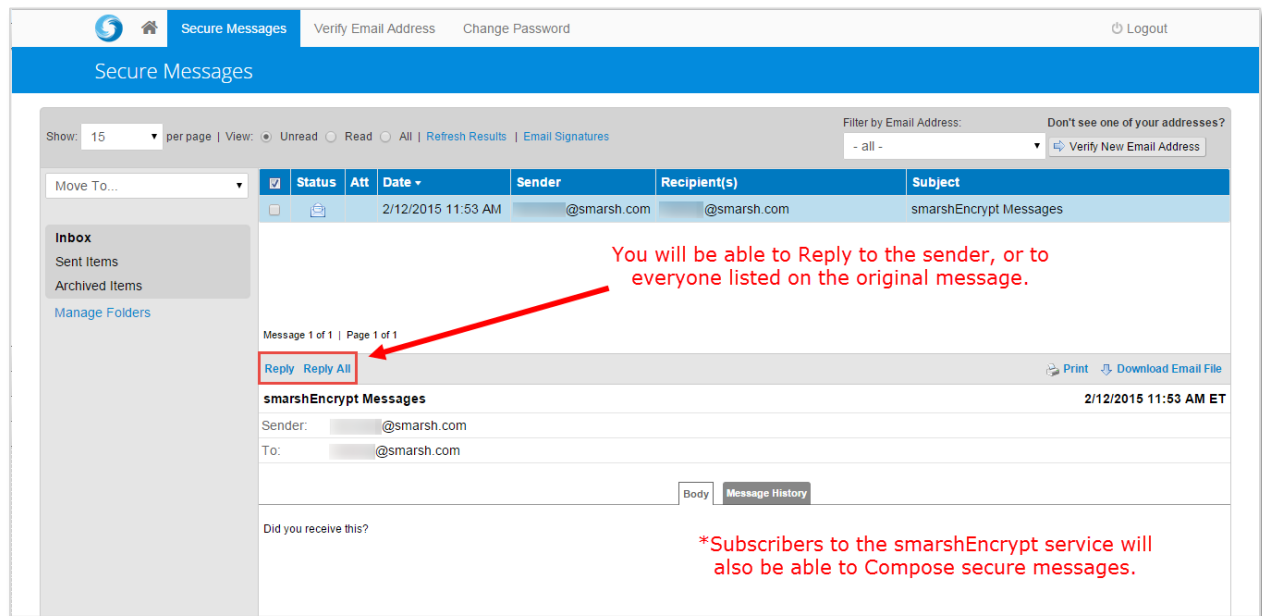 Secure Messages Verify Email Address Change Password Logout
Secure Messages
Filter by Email Address: Don't see one of your addresses?
Show: 15 per page | View: Unread Read All | Refresh Results | Email Signatures
- all - Verify New Email Address
Move To...
Status Att Date Sender Recipient(s) Subject
2/12/2015 11:53 AM @smarsh.com @smarsh.com smarshEncrypt Messages
Inbox
Sent Items
Archived Items
Manage Folders
You will be able to Reply to the sender, or to
everyone listed on the original message.
Message 1 of 1 | Page 1 of 1
Reply Reply All Print Download Email File
smarshEncrypt Messages 2/12/2015 11:53 AM ET
Sender: @smarsh.com
To: @smarsh.com
Body Message History
Did you receive this?
*Subscribers to the smarshEncrypt service will
also be able to Compose secure messages.